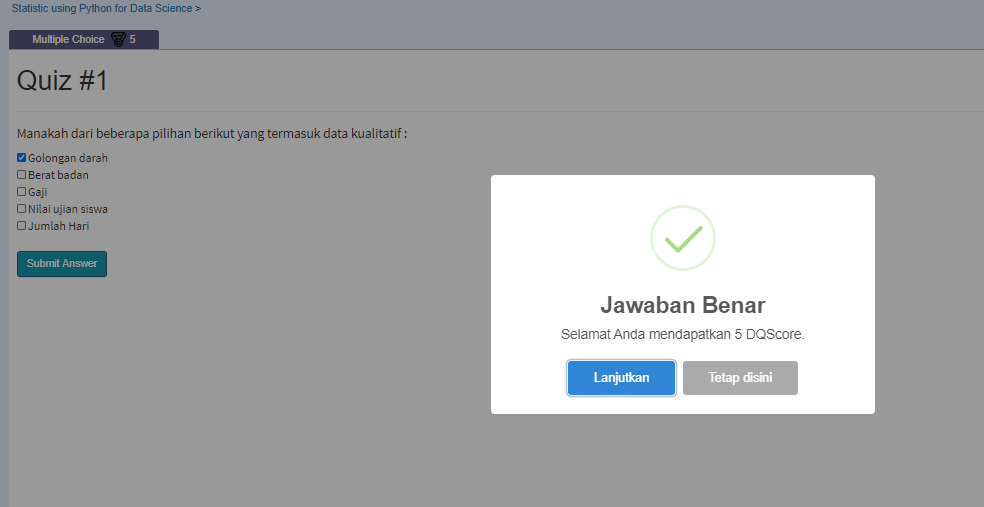 Statistic using Python for Data Science >
Multiple Choice 5
Quiz #1
Manakah dari beberapa pilihan berikut yang termasuk data kualitatif :
Golongan darah
Berat badan
Gaji
Nilai ujian siswa
Jumlah Hari
Submit Answer
Jawaban Benar
Selamat Anda mendapatkan 5 DQScore.
Lanjutkan
Tetap disini